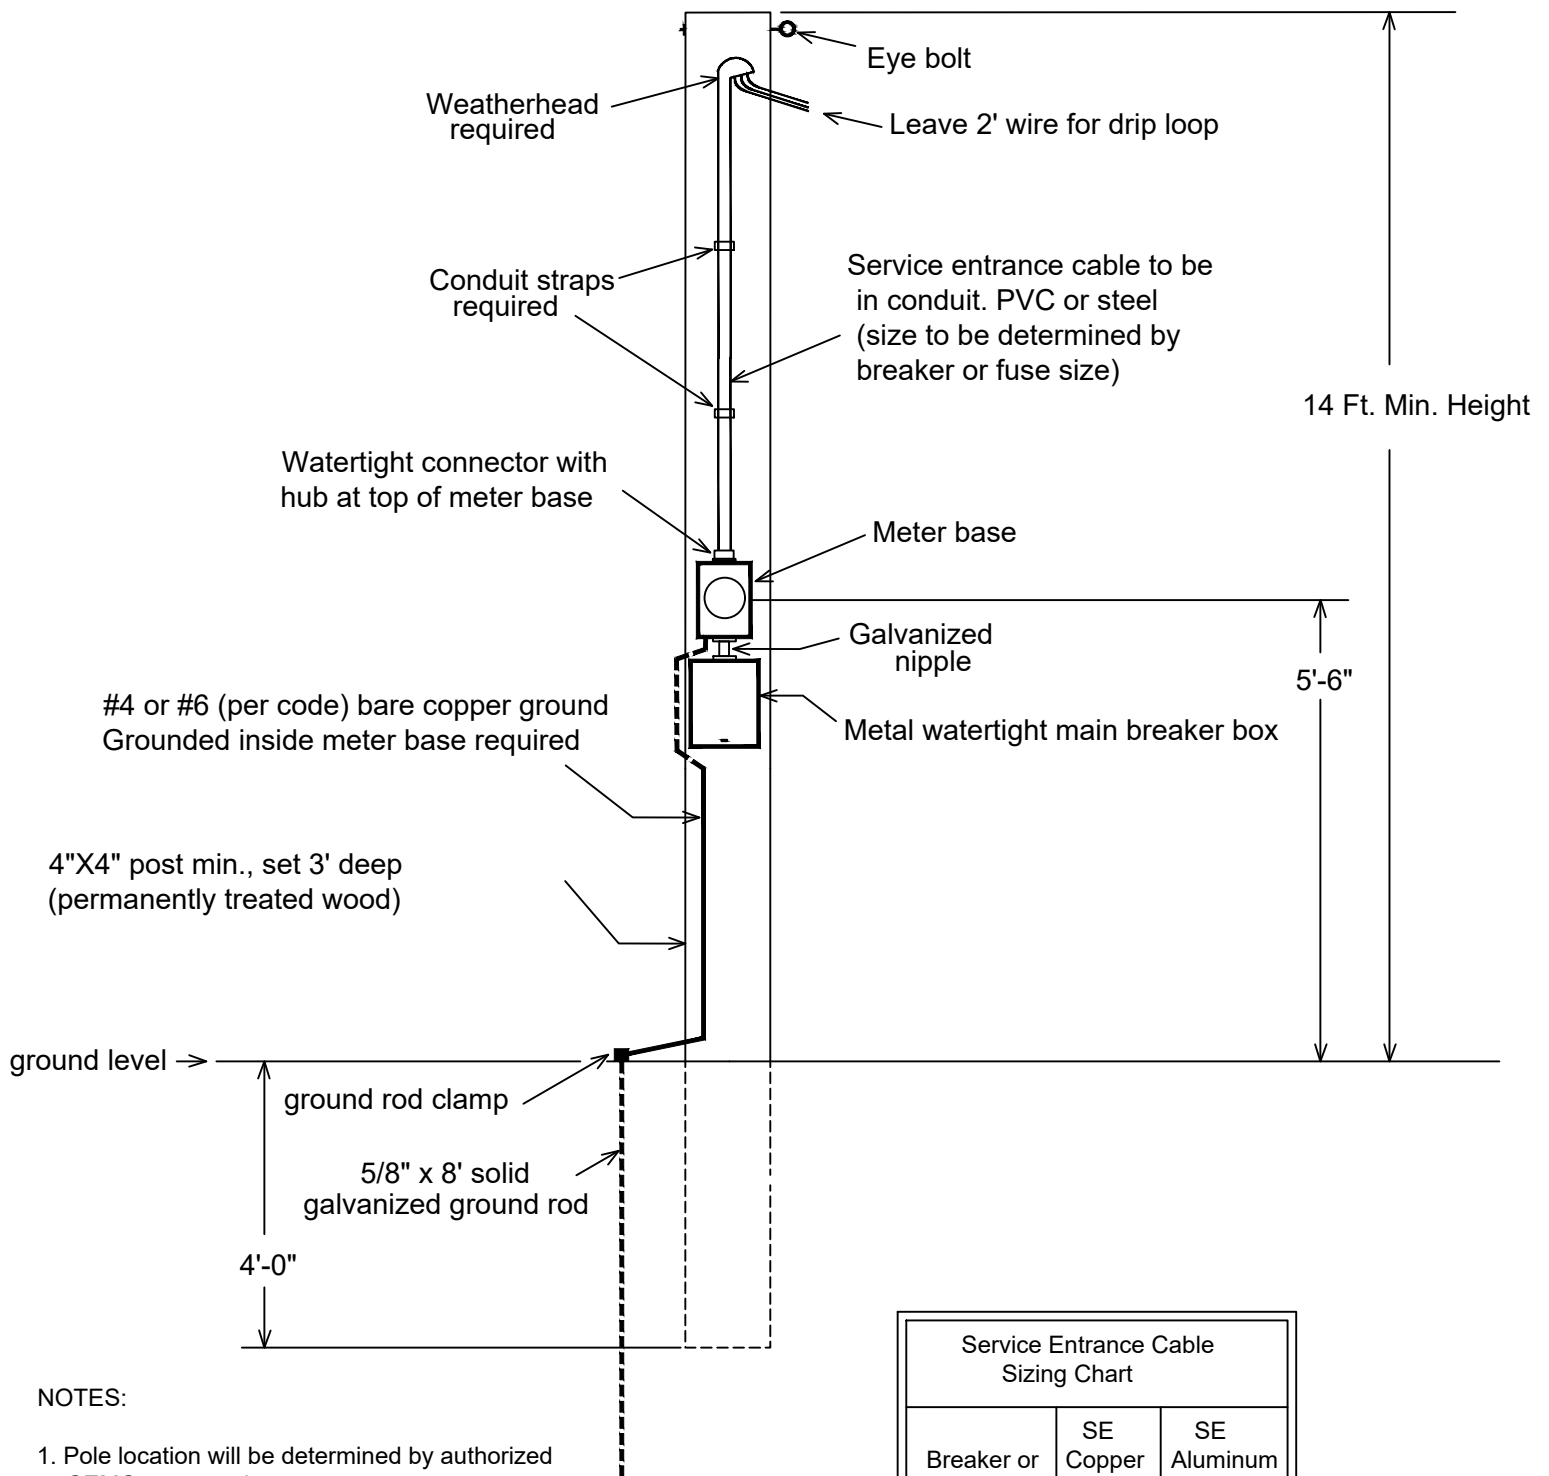 Eye bolt
Weatherhead
required
Leave 2' wire for drip loop
Conduit straps
required
Service entrance cable to be
in conduit. PVC or steel
(size to be determined by
breaker or fuse size)
14 Ft. Min. Height
Watertight connector with
hub at top of meter base
Meter base
Galvanized
nipple
5'-6"
#4 or #6 (per code) bare copper ground
Grounded inside meter base required
Metal watertight main breaker box
4"X4" post min., set 3' deep
(permanently treated wood)
ground level
ground rod clamp
5/8" x 8' solid
galvanized ground rod
4'-0"
NOTES:
1. Pole location will be determined by authorized
Service Entrance Cable
Sizing Chart
Breaker or
SE
Copper
SE
Aluminum